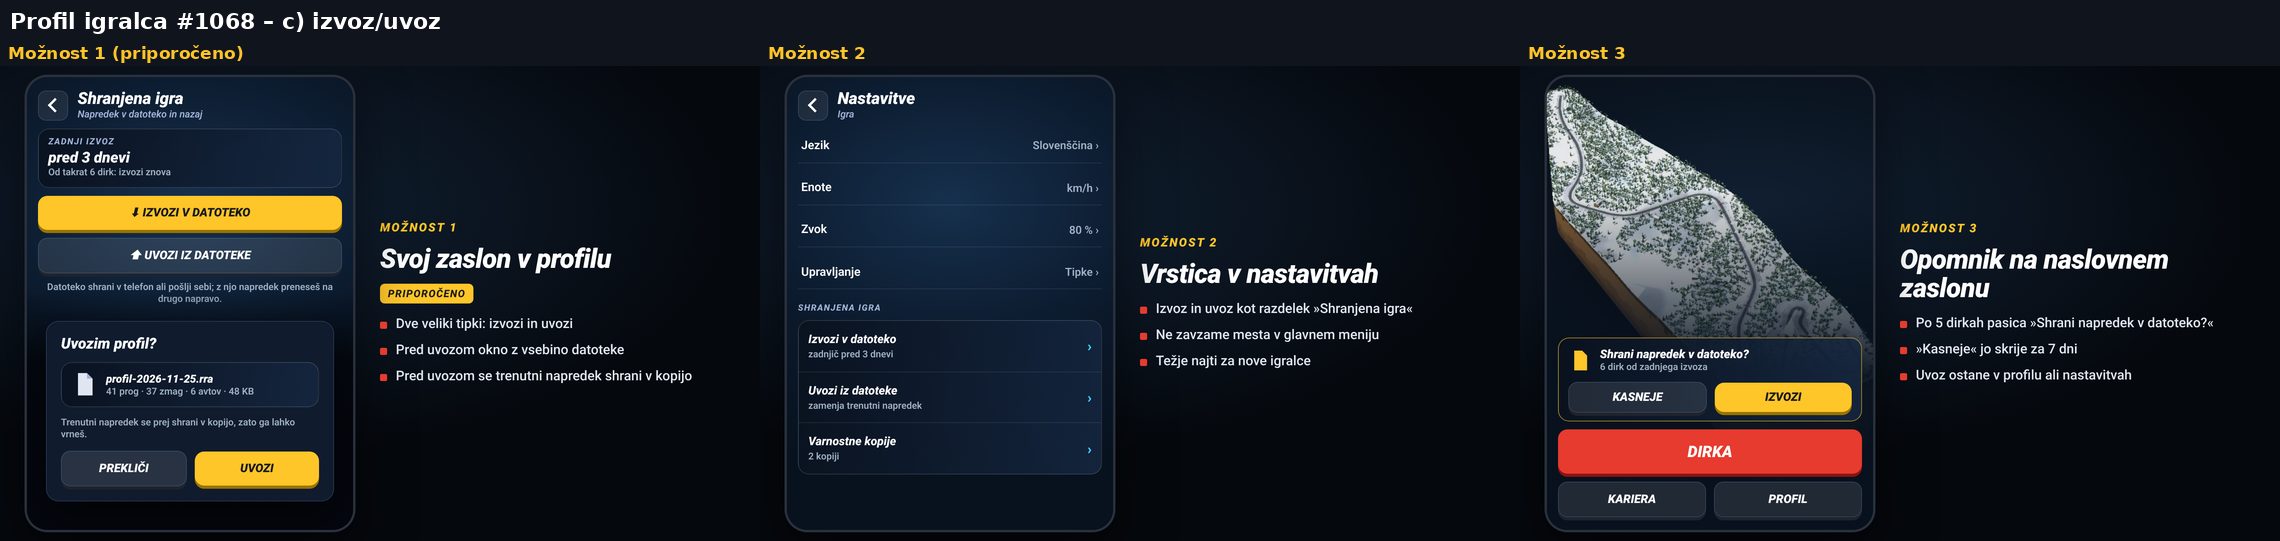 Profil igralca #1068 – c) izvoz/uvoz
Možnost 1 (priporočeno)
Shranjena igra
Napredek v datoteko in nazaj
ZADNJI IZVOZ
pred 3 dnevi
Od takrat 6 dirk: izvozi znova
⬇ IZVOZI V DATOTEKO
⬆ UVOZI IZ DATOTEKE
Datoteko shrani v telefon ali pošlji sebi; z njo napredek preneseš na
drugo napravo.
Uvozim profil?
profil-2026-11-25.rra
41 prog · 37 zmag · 6 avtov · 48 KB
Trenutni napredek se prej shrani v kopijo, zato ga lahko
vrneš.
PREKLIČI
UVOZI
MOŽNOST 1
Svoj zaslon v profilu
PRIPOROČENO
Dve veliki tipki: izvozi in uvozi
Pred uvozom okno z vsebino datoteke
Pred uvozom se trenutni napredek shrani v kopijo
Možnost 2
Nastavitve
Igra
Jezik
Slovenščina ›
Enote
km/h ›
Zvok
80 % ›
Upravljanje
Tipke ›
SHRANJENA IGRA
Izvozi v datoteko
zadnjič pred 3 dnevi
›
Uvozi iz datoteke
zamenja trenutni napredek
›
Varnostne kopije
2 kopiji
›
MOŽNOST 2
Vrstica v nastavitvah
Izvoz in uvoz kot razdelek »Shranjena igra«
Ne zavzame mesta v glavnem meniju
Težje najti za nove igralce
Možnost 3
Shrani napredek v datoteko?
6 dirk od zadnjega izvoza
KASNEJE
IZVOZI
DIRKA
KARIERA
PROFIL
MOŽNOST 3
Opomnik na naslovnem
zaslonu
Po 5 dirkah pasica »Shrani napredek v datoteko?«
»Kasneje« jo skrije za 7 dni
Uvoz ostane v profilu ali nastavitvah